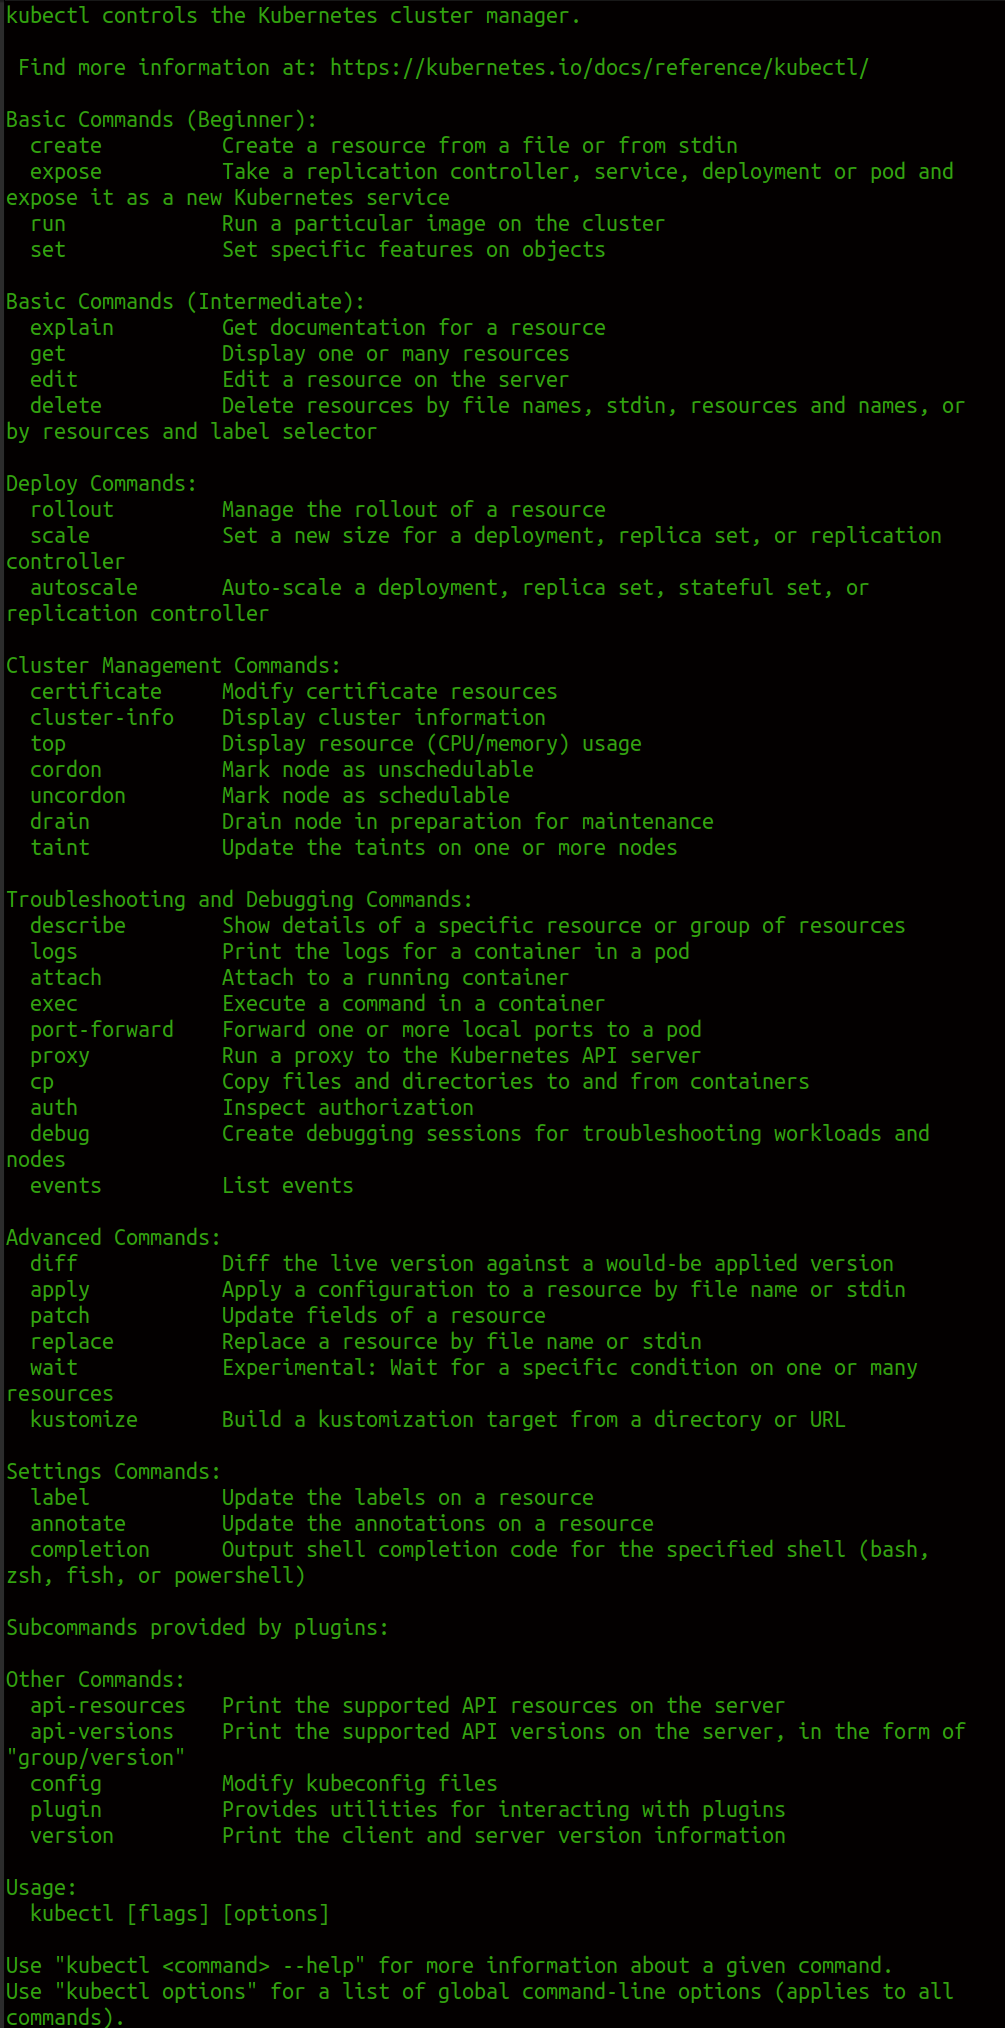 kubectl controls the Kubernetes cluster manager.

 Find more information at: https://kubernetes.io/docs/reference/kubectl/

Basic Commands (Beginner):
  create          Create a resource from a file or from stdin
  expose          Take a replication controller, service, deployment or pod and
expose it as a new Kubernetes service
  run             Run a particular image on the cluster
  set             Set specific features on objects

Basic Commands (Intermediate):
  explain         Get documentation for a resource
  get             Display one or many resources
  edit            Edit a resource on the server
  delete          Delete resources by file names, stdin, resources and names, or
by resources and label selector

Deploy Commands:
  rollout         Manage the rollout of a resource
  scale           Set a new size for a deployment, replica set, or replication
controller
  autoscale       Auto-scale a deployment, replica set, stateful set, or
replication controller

Cluster Management Commands:
  certificate     Modify certificate resources
  cluster-info    Display cluster information
  top             Display resource (CPU/memory) usage
  cordon          Mark node as unschedulable
  uncordon        Mark node as schedulable
  drain           Drain node in preparation for maintenance
  taint           Update the taints on one or more nodes

Troubleshooting and Debugging Commands:
  describe        Show details of a specific resource or group of resources
  logs            Print the logs for a container in a pod
  attach          Attach to a running container
  exec            Execute a command in a container
  port-forward    Forward one or more local ports to a pod
  proxy           Run a proxy to the Kubernetes API server
  cp              Copy files and directories to and from containers
  auth            Inspect authorization
  debug           Create debugging sessions for troubleshooting workloads and
nodes
  events          List events

Advanced Commands:
  diff            Diff the live version against a would-be applied version
  apply           Apply a configuration to a resource by file name or stdin
  patch           Update fields of a resource
  replace         Replace a resource by file name or stdin
  wait            Experimental: Wait for a specific condition on one or many
resources
  kustomize       Build a kustomization target from a directory or URL

Settings Commands:
  label           Update the labels on a resource
  annotate        Update the annotations on a resource
  completion      Output shell completion code for the specified shell (bash,
zsh, fish, or powershell)

Subcommands provided by plugins:

Other Commands:
  api-resources   Print the supported API resources on the server
  api-versions    Print the supported API versions on the server, in the form of
"group/version"
  config          Modify kubeconfig files
  plugin          Provides utilities for interacting with plugins
  version         Print the client and server version information

Usage:
  kubectl [flags] [options]

Use "kubectl <command> --help" for more information about a given command.
Use "kubectl options" for a list of global command-line options (applies to all
commands).